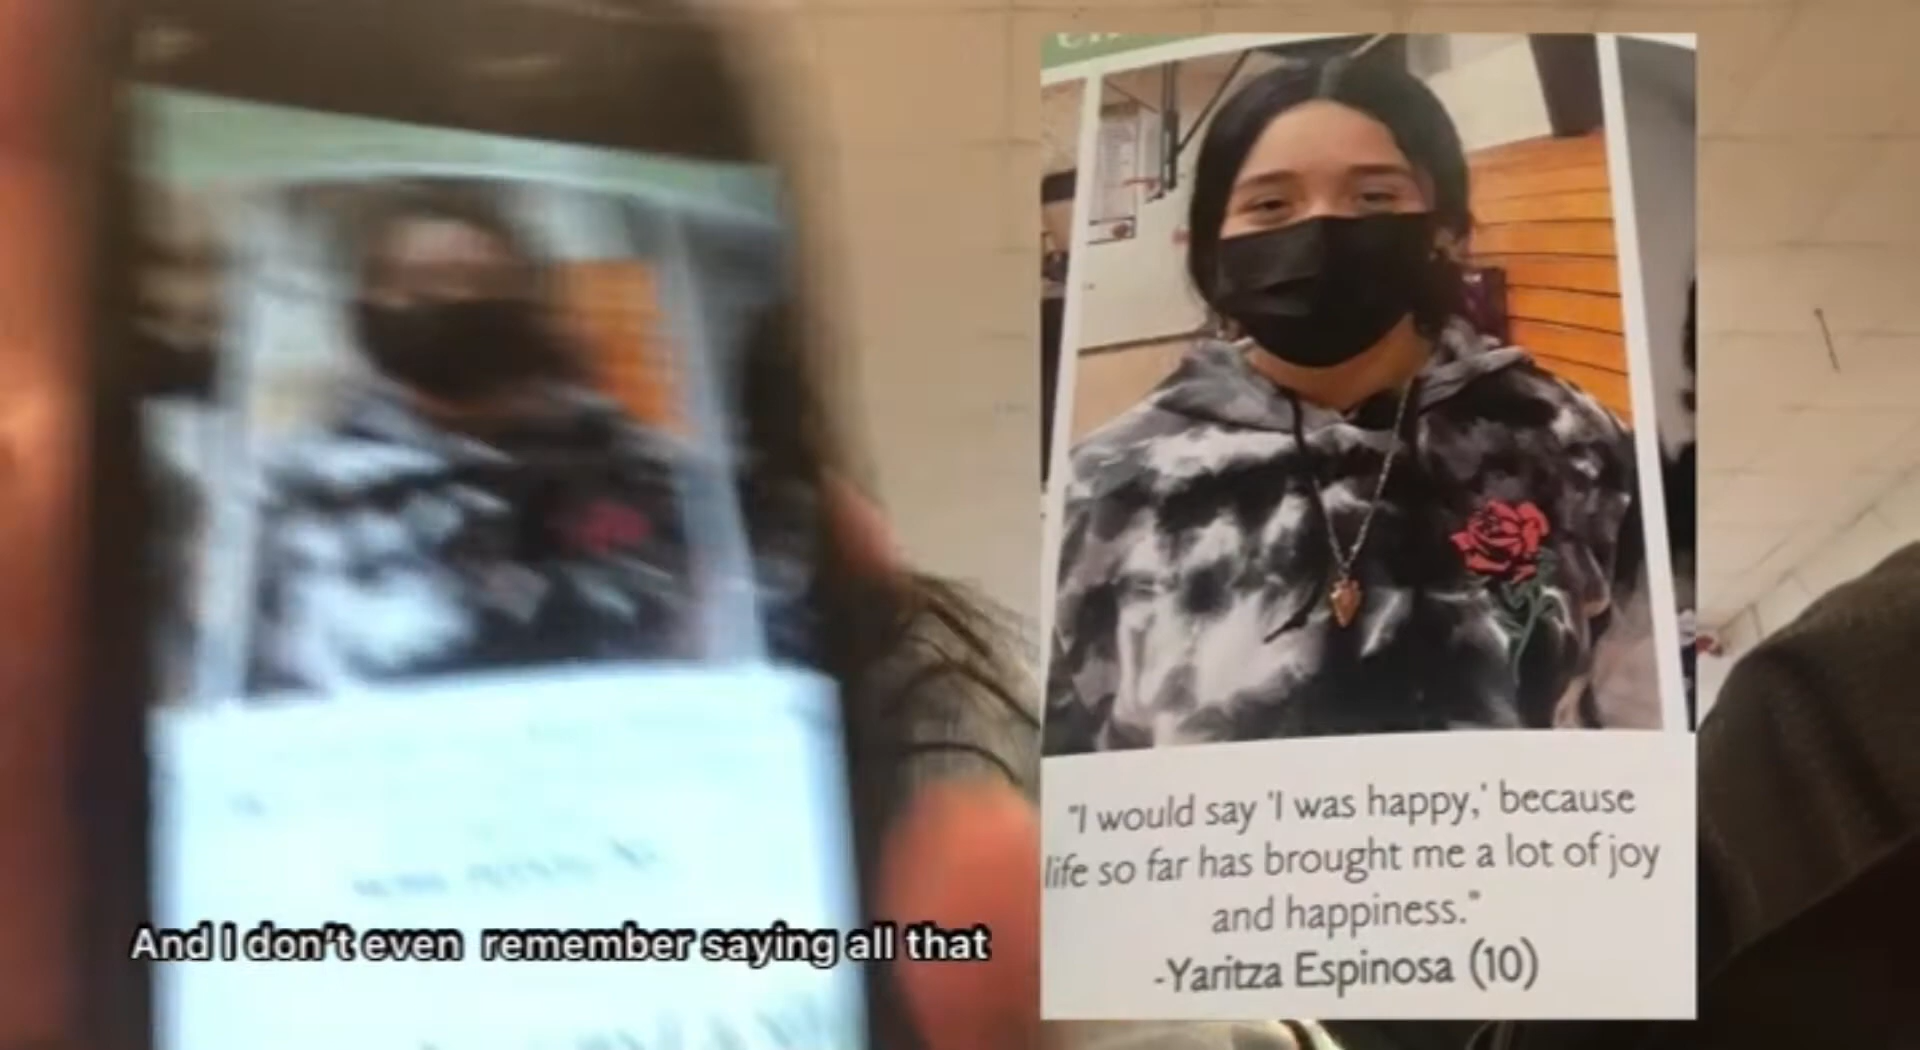 "I would say 'I was happy,' because
life so far has brought me a lot of joy
and happiness."
-Yaritza Espinosa (10)
And I don't even remember saying all that